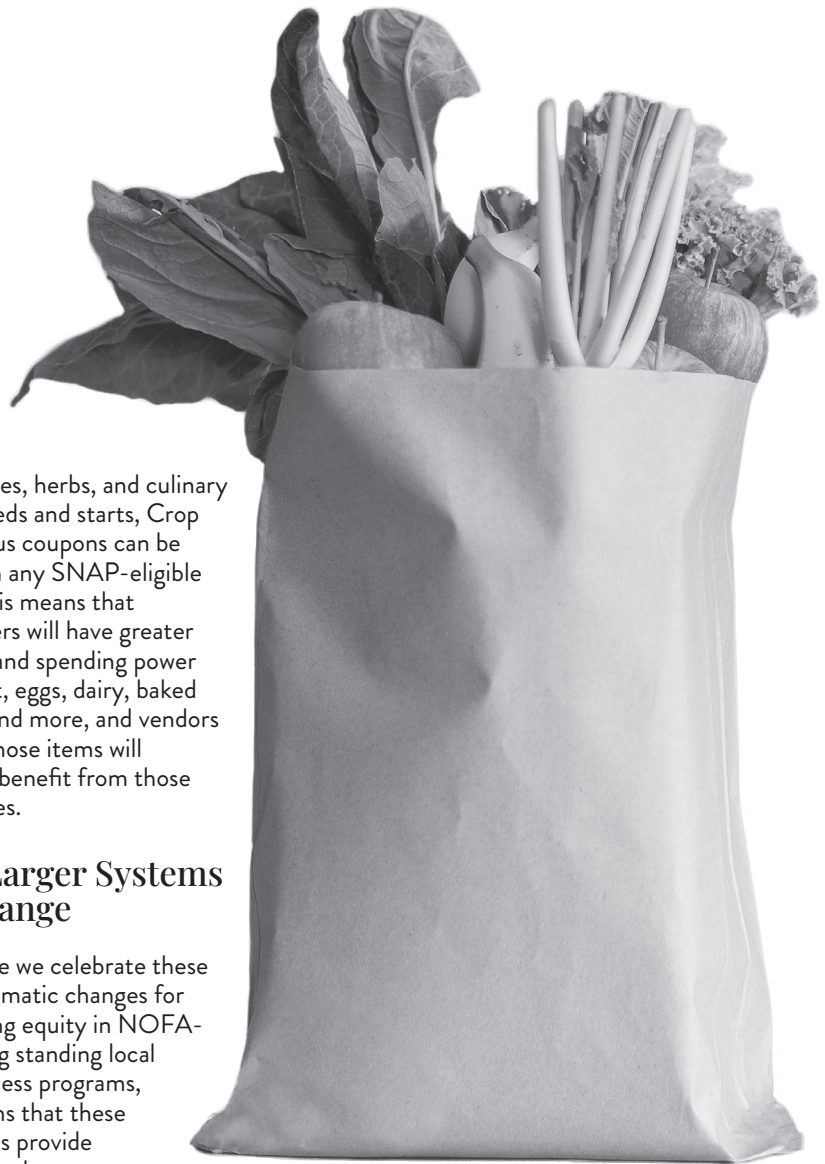 es, herbs, and culinary
eds and starts, Crop
us coupons can be
any SNAP-eligible
is means that
ers will have greater
and spending power
, eggs, dairy, baked
nd more, and vendors
hose items will
benefit from those
es.
Larger Systems
ange
e we celebrate these
matic changes for
ng equity in NOFA-
g standing local
cess programs,
ns that these
s provide